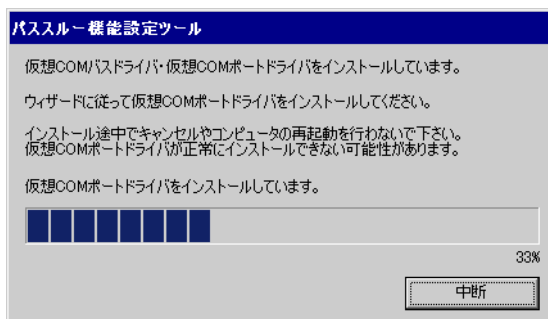 パススルー機能設定ツール
仮想COMバスドライバ・仮想COMポートドライバをインストールしています。
ウィザードに従って仮想COMポートドライバをインストールしてください。
インストール途中でキャンセルやコンピュータの再起動を行わないで下さい。
仮想COMポートドライバが正常にインストールできない可能性があります。
仮想COMポートドライバをインストールしています。
33%
中断